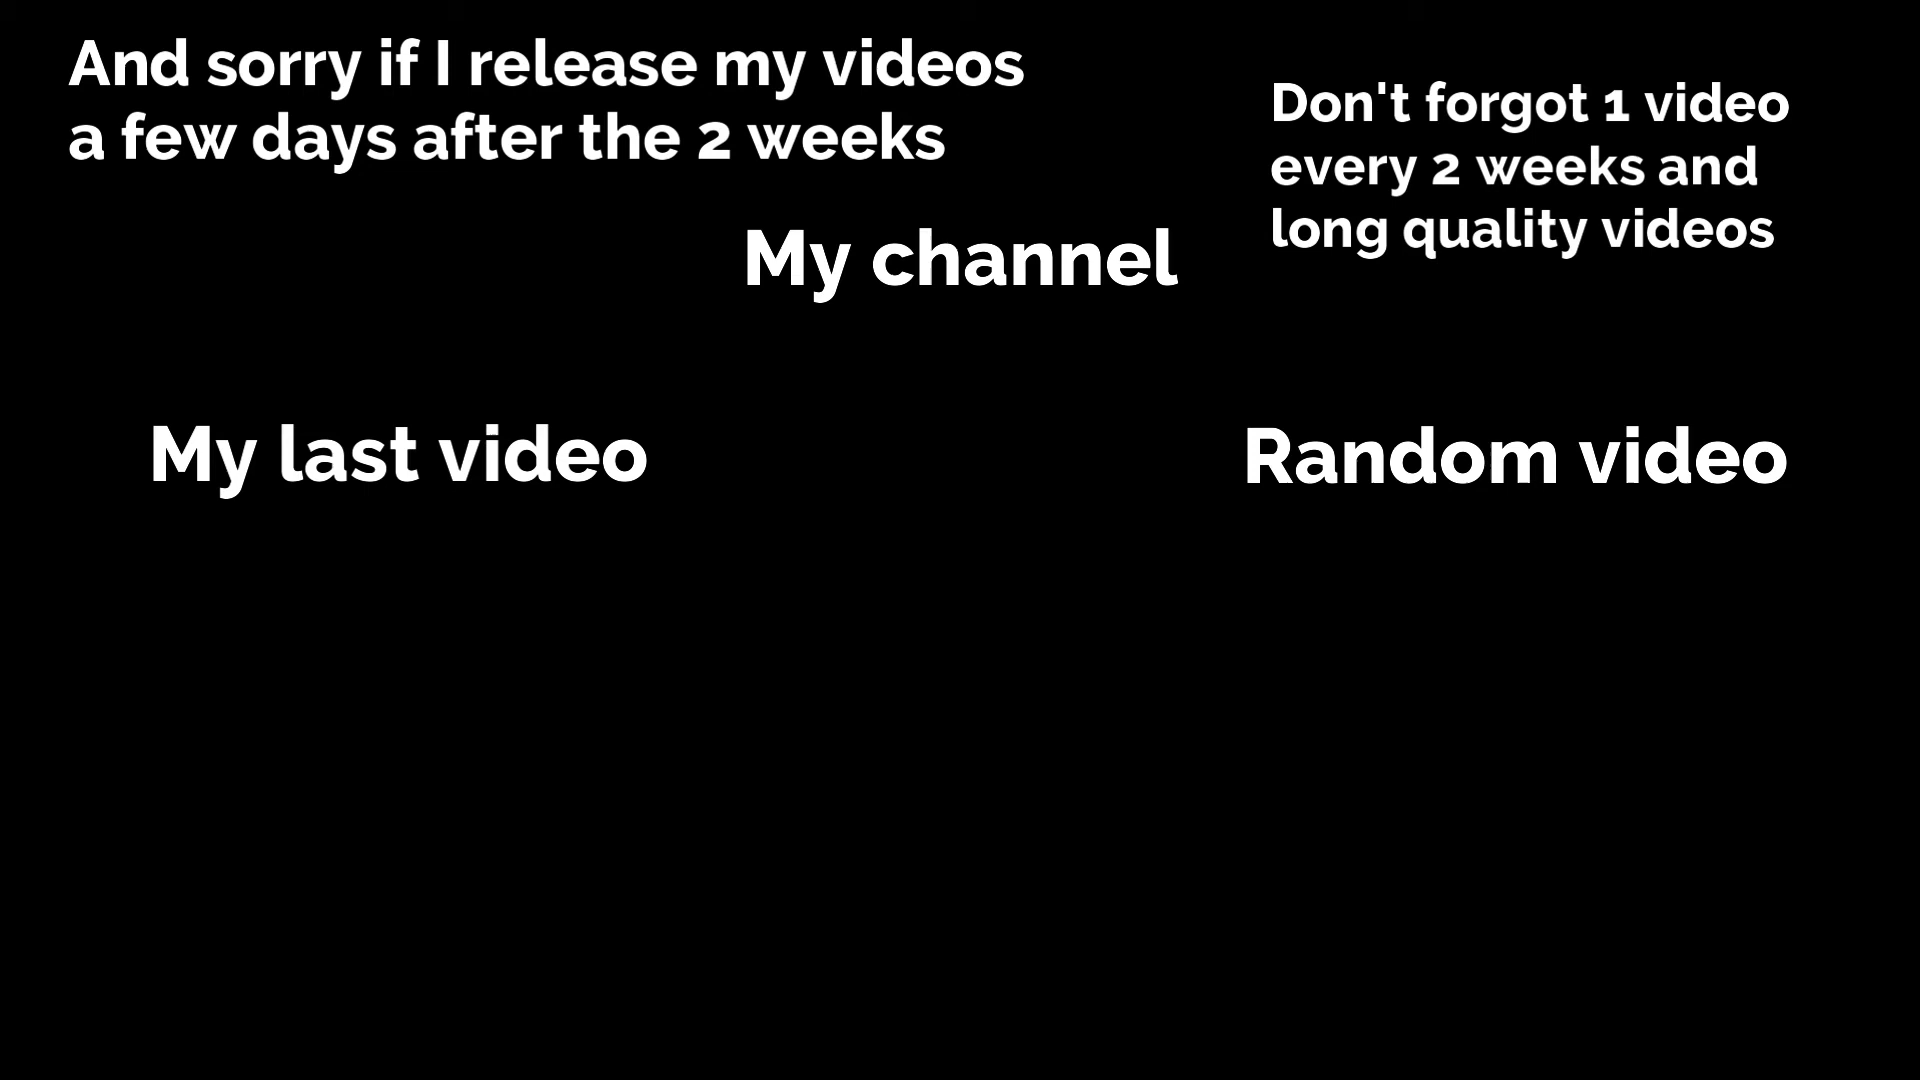 And sorry if I release my videos
a few days after the 2 weeks
Don't forgot 1 video
every 2 weeks and
long quality videos
My channel
My last video
Random video